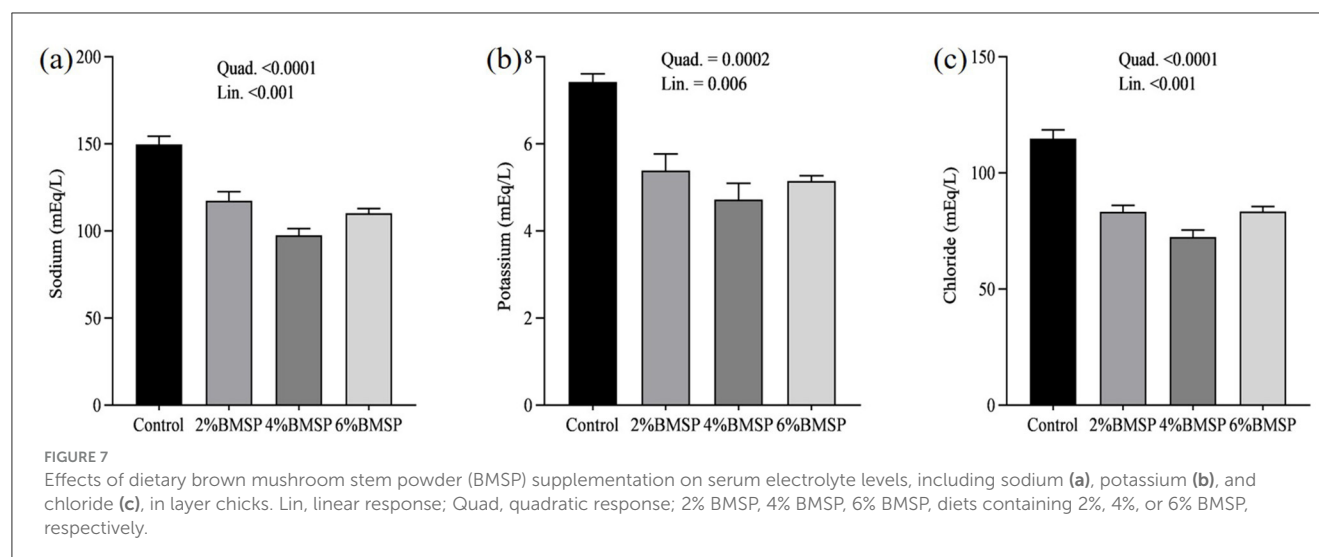 (a)
Quad. <0.0001
Lin. <0.001
200
150
100
50
0
Sodium (mEq/L)
Control 2%BMSP 4%BMSP 6%BMSP
(b)
Quad. = 0.0002
Lin. = 0.006
8
6
4
2
0
Potassium (mEq/L)
Control 2%BMSP 4%BMSP 6%BMSP
(c)
Quad. <0.0001
Lin. <0.001
150
100
50
0
Chloride (mEq/L)
Control 2%BMSP 4%BMSP 6%BMSP
FIGURE 7
Effects of dietary brown mushroom stem powder (BMSP) supplementation on serum electrolyte levels, including sodium (a), potassium (b), and
chloride (c), in layer chicks. Lin, linear response; Quad, quadratic response; 2% BMSP, 4% BMSP, 6% BMSP, diets containing 2%, 4%, or 6% BMSP,
respectively.